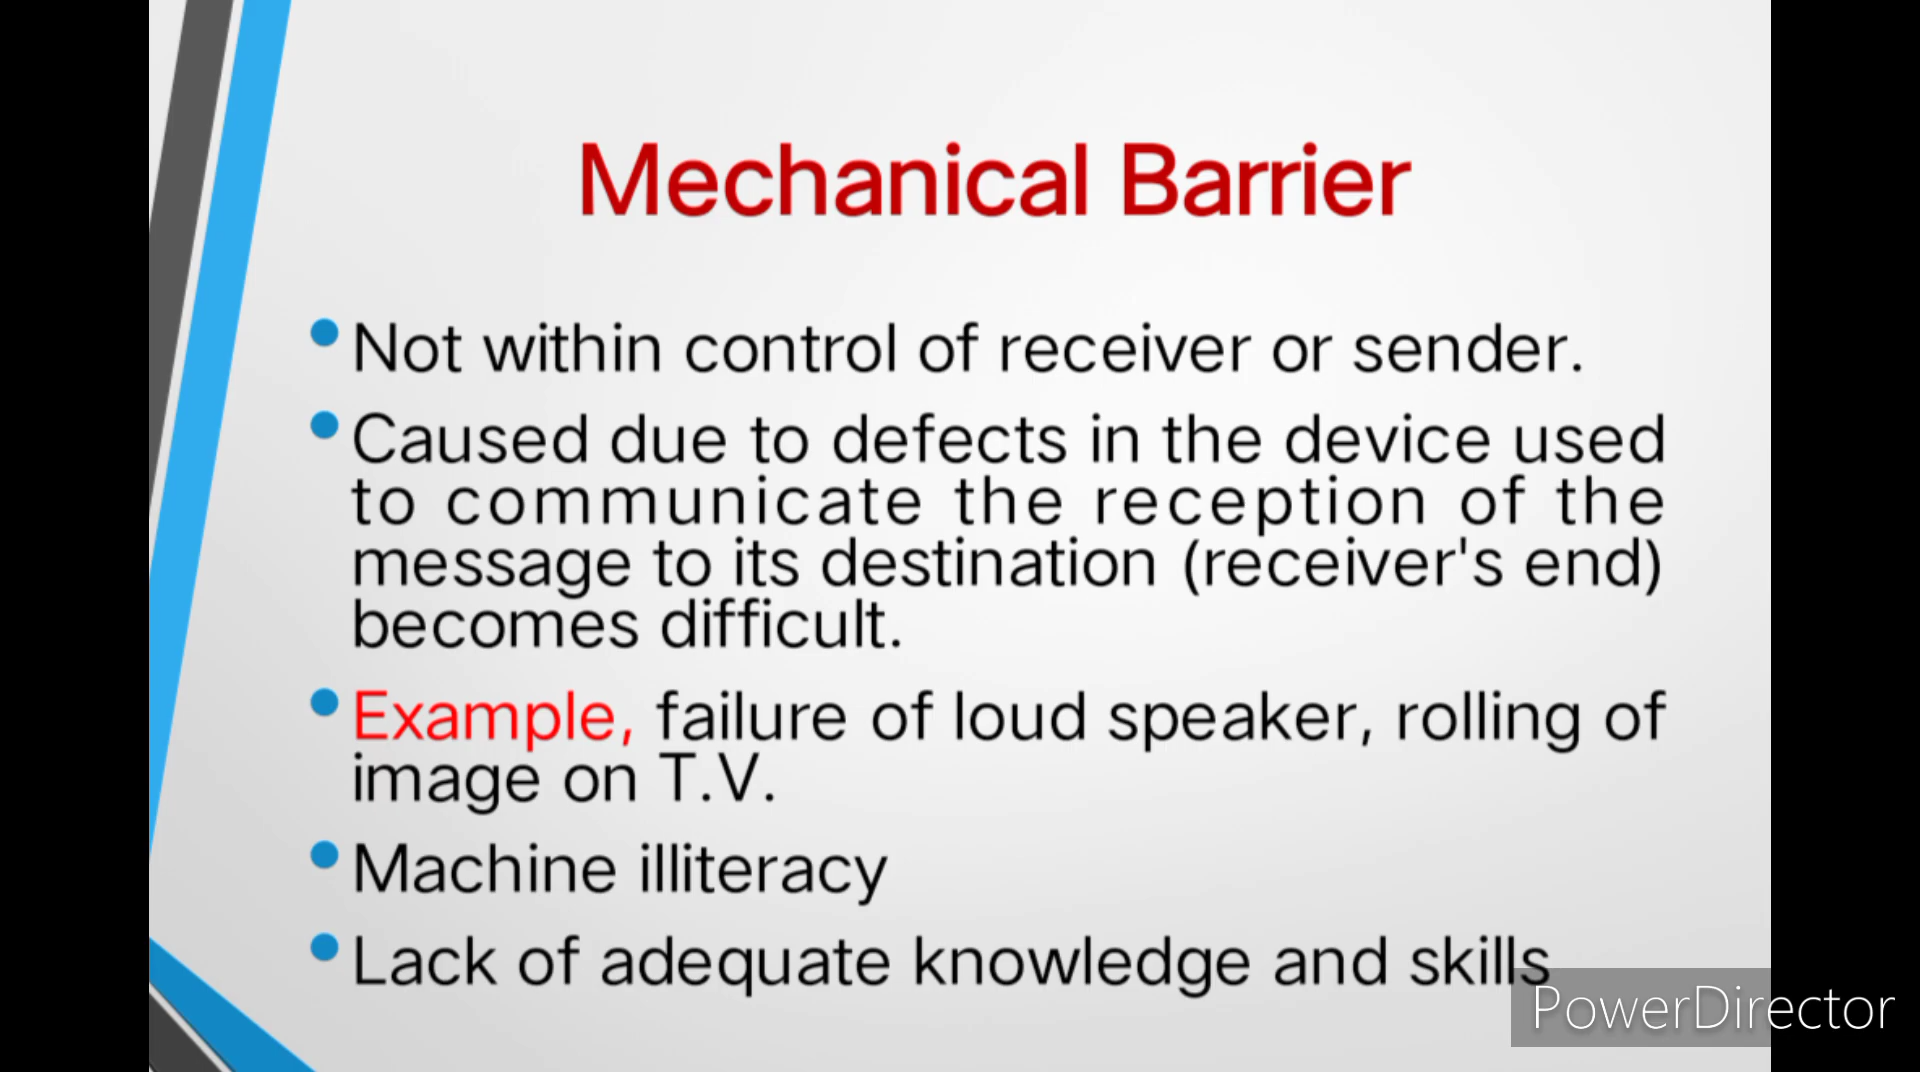 Mechanical Barrier
Not within control of receiver or sender.
Caused due to defects in the device used
to communicate the reception of the
message to its destination (receiver's end)
becomes difficult.
Example, failure of loud speaker, rolling of
image on T.V.
Machine illiteracy
Lack of adequate knowledge and skills
PowerDirector